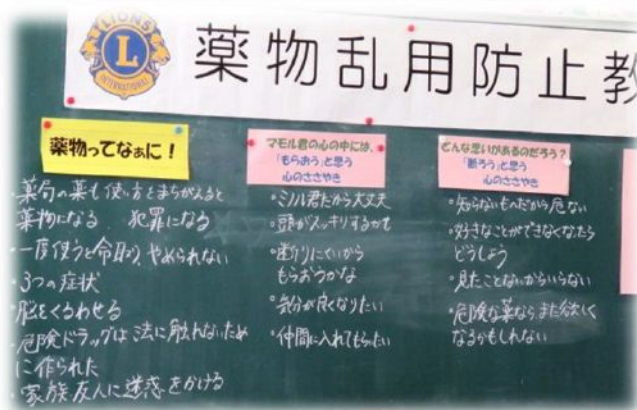 LIONS
L
INTERNATIONAL
薬物乱用防止教
薬物ってなぁに！
・薬局の薬も使い方をまちがえると
薬物になる 犯罪になる
・一度使うと やめられない
・3つの症状
・脳をくるわせる
・危険ドラッグは法に触れないため
に作られた
・家族友人に迷惑をかける
マモル君の心の中には、
「もらおう」と思う
心のささやき
・ミノル君だから大丈夫
・頭がスッキリするかも
・断りにくいから
もらおうかな
・気分が良くなりたい
・仲間に入れてもらいたい
どんな思いがあるのだろう？
「断ろう」と思う
心のささやき
・知らないものだから危ない
・好きなことができなくなったら
どうしよう
・見たことないからいらない
・危険な薬ならまた欲しく
なるかもしれない